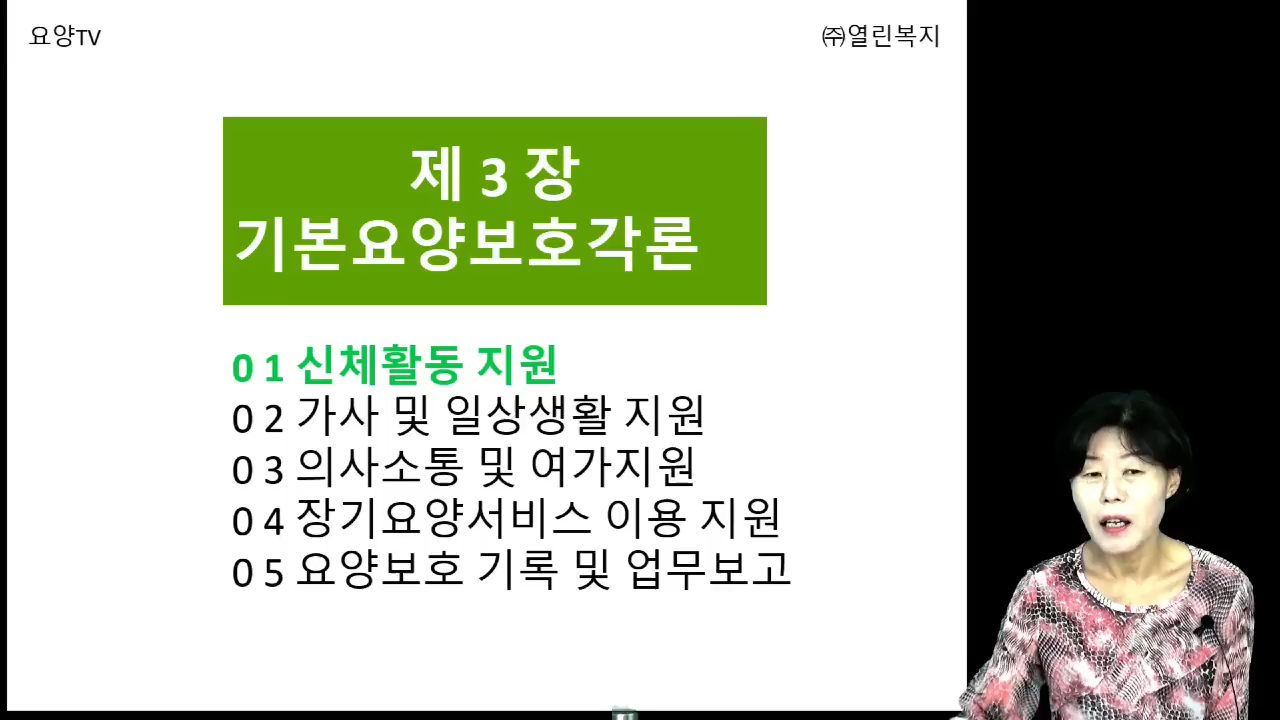 요양TV
㈜열린복지
제 3 장
기본요양보호각론
0 1 신체활동 지원
0 2 가사 및 일상생활 지원
0 3 의사소통 및 여가지원
0 4 장기요양서비스 이용 지원
0 5 요양보호 기록 및 업무보고